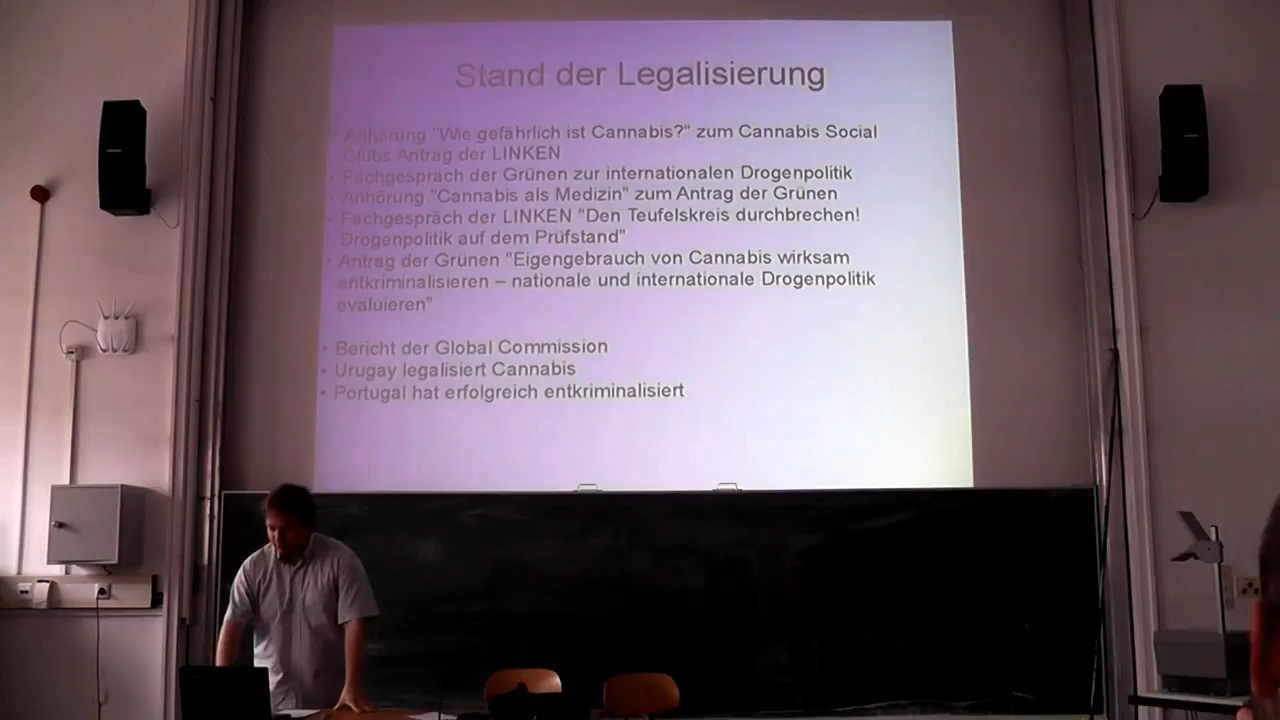 Stand der Legalisierung
• Anhörung "Wie gefährlich ist Cannabis?" zum Cannabis Social
Clubs Antrag der LINKEN
• Fachgespräch der Grünen zur internationalen Drogenpolitik
• Anhörung "Cannabis als Medizin" zum Antrag der Grünen
• Fachgespräch der LINKEN "Den Teufelskreis durchbrechen!
Drogenpolitik auf dem Prüfstand"
• Antrag der Grünen "Eigengebrauch von Cannabis wirksam
entkriminalisieren – nationale und internationale Drogenpolitik
evaluieren"
• Bericht der Global Commission
• Urugay legalisiert Cannabis
• Portugal hat erfolgreich entkriminalisiert